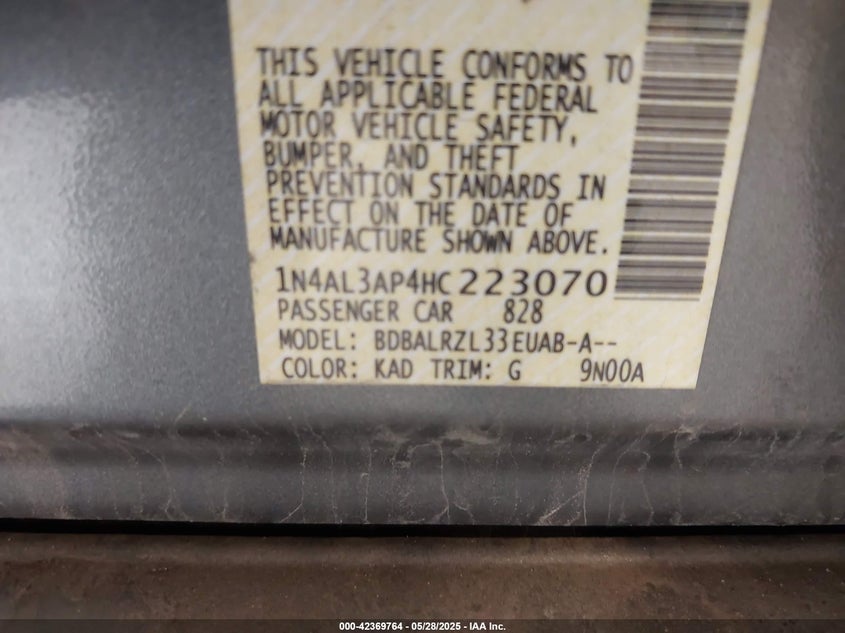 THIS VEHICLE CONFORMS TO
ALL APPLICABLE FEDERAL
MOTOR VEHICLE SAFETY,
BUMPER, AND THEFT
PREVENTION STANDARDS IN
EFFECT ON THE DATE OF
MANUFACTURE SHOWN ABOVE.
1N4AL3AP4HC223070
PASSENGER CAR 828
MODEL: BDBALRZL33EUAB-A--
COLOR: KAD TRIM: G 9N00A
000-42369764 - 05/28/2025 - IAA Inc.